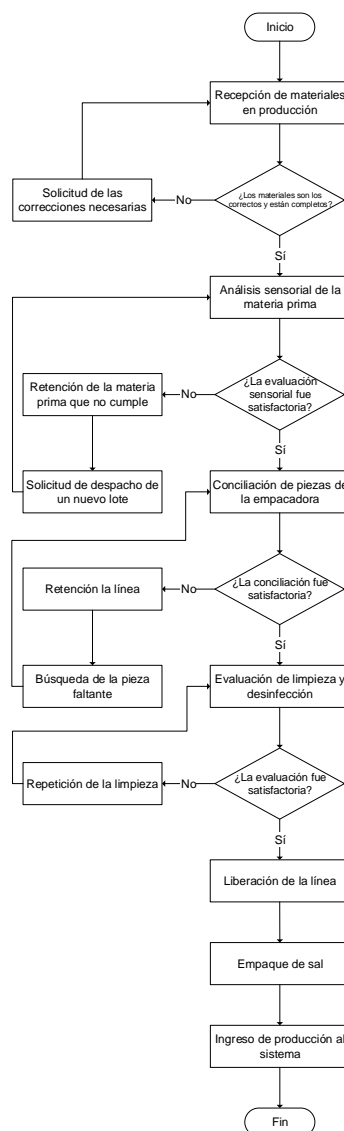 Inicio
Recepción de materiales
en producción
¿Los materiales son los
correctos y están completos?
No
Solicitud de las
correcciones necesarias
Sí
Análisis sensorial de la
materia prima
¿La evaluación
sensorial fue
satisfactoria?
No
Retención de la materia
prima que no cumple
Solicitud de despacho de
un nuevo lote
Sí
Conciliación de piezas de
la empacadora
¿La conciliación fue
satisfactoria?
No
Retención la línea
Búsqueda de la pieza
faltante
Sí
Evaluación de limpieza y
desinfección
¿La evaluación fue
satisfactoria?
No
Repetición de la limpieza
Sí
Liberación de la línea
Empaque de sal
Ingreso de producción al
sistema
Fin